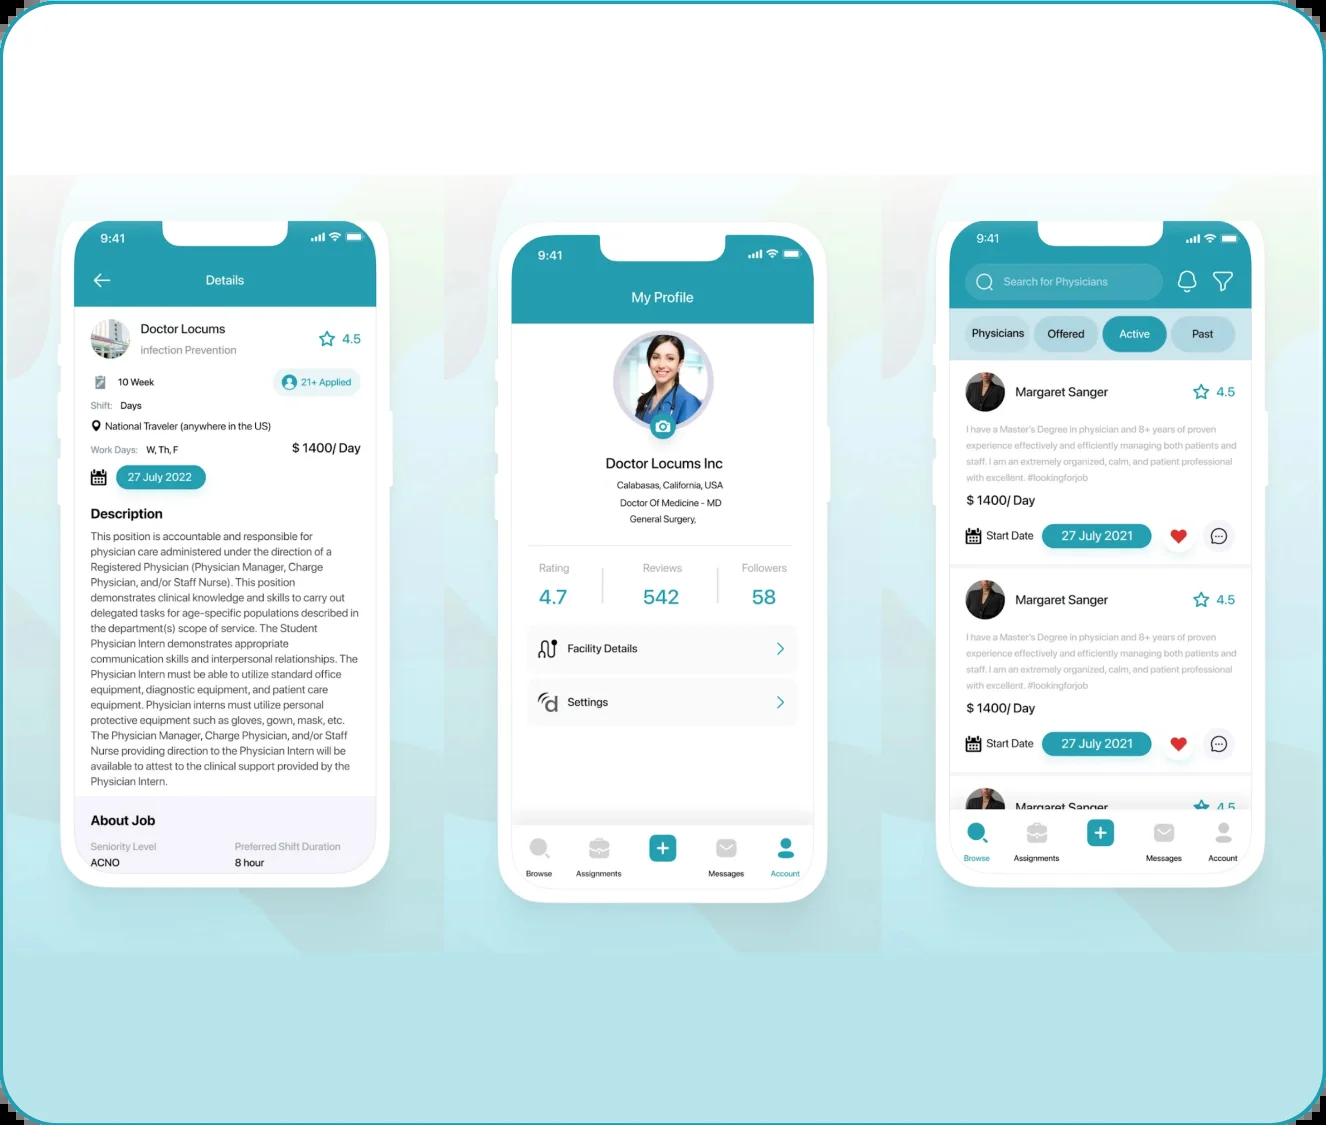 9:41
Details
Doctor Locums
infection Prevention
4.5
10 Week
21+ Applied
Shift: Days
National Traveler (anywhere in the US)
Work Days: W, Th, F
$ 1400/ Day
27 July 2022
Description
This position is accountable and responsible for
physician care administered under the direction of a
Registered Physician (Physician Manager, Charge
Physician, and/or Staff Nurse). This position
demonstrates clinical knowledge and skills to carry out
delegated tasks for age-specific populations described in
the department(s) scope of service. The Student
Physician Intern demonstrates appropriate
communication skills and interpersonal relationships. The
Physician Intern must be able to utilize standard office
equipment, diagnostic equipment, and patient care
equipment. Physician interns must utilize personal
protective equipment such as gloves, gown, mask, etc.
The Physician Manager, Charge Physician, and/or Staff
Nurse providing direction to the Physician Intern will be
available to attest to the clinical support provided by the
Physician Intern.
About Job
Seniority Level
Preferred Shift Duration
ACNO
8 hour
9:41
My Profile
Doctor Locums Inc
Calabasas, California, USA
Doctor Of Medicine - MD
General Surgery,
Rating
Reviews
Followers
4.7
542
58
Facility Details
Settings
Browse
Assignments
Messages
Account
9:41
Search for Physicians
Physicians
Offered
Active
Past
Margaret Sanger
4.5
I have a Master's Degree in physician and 8+ years of proven
experience effectively and efficiently managing both patients and
staff. I am an extremely organized, calm, and patient professional
with excellent. #lookingforjob
$ 1400/ Day
Start Date
27 July 2021
Margaret Sanger
4.5
I have a Master's Degree in physician and 8+ years of proven
experience effectively and efficiently managing both patients and
staff. I am an extremely organized, calm, and patient professional
with excellent. #lookingforjob
$ 1400/ Day
Start Date
27 July 2021
Margaret Sanger
4.5
Browse
Assignments
Messages
Account